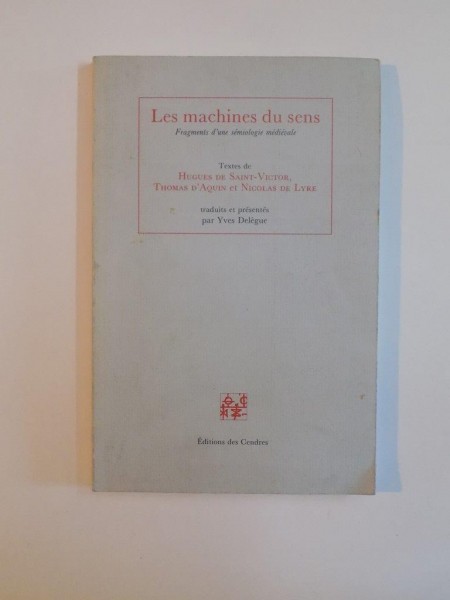 Les machines du sens
Fragments d'une sémiologie médiévale
Textes de
HUGUES DE SAINT-VICTOR,
THOMAS D'AQUIN et NICOLAS DE LYRE
traduits et présentés
par Yves Delègue
Éditions des Cendres